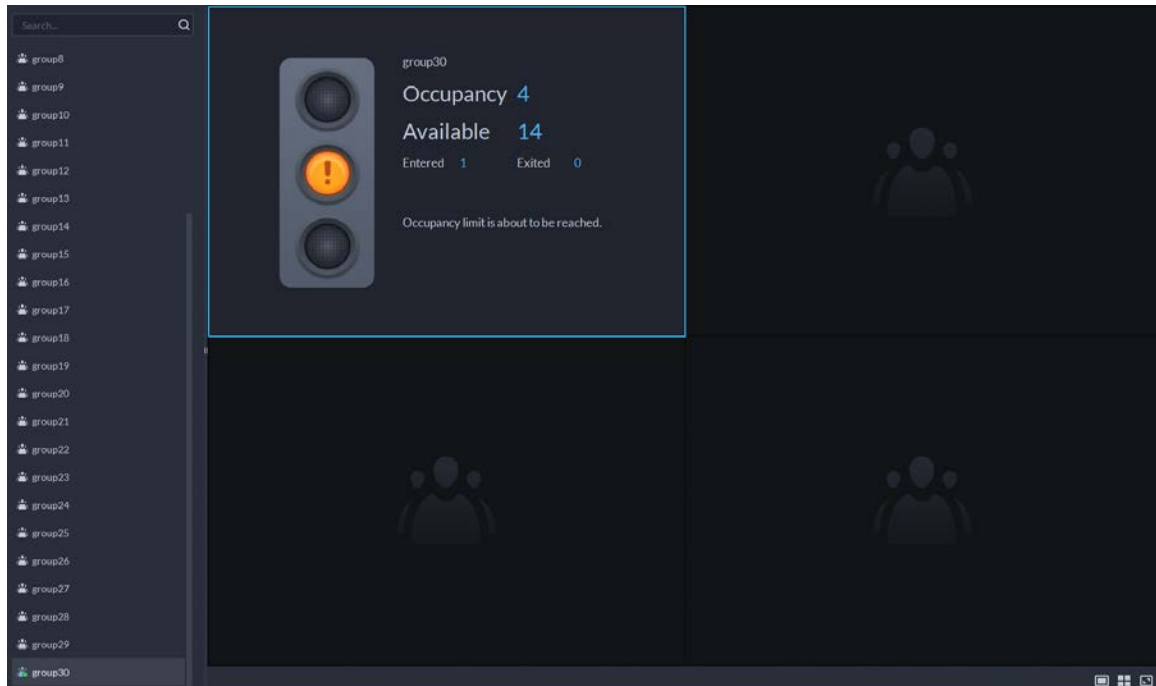 Search...
group8
group9
group10
group11
group12
group13
group14
group15
group16
group17
group18
group19
group20
group21
group22
group23
group24
group25
group26
group27
group28
group29
group30
group30
Occupancy 4
Available 14
Entered 1 Exited 0
!
Occupancy limit is about to be reached.